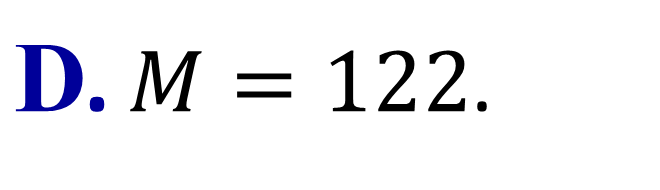 D. M = 122.